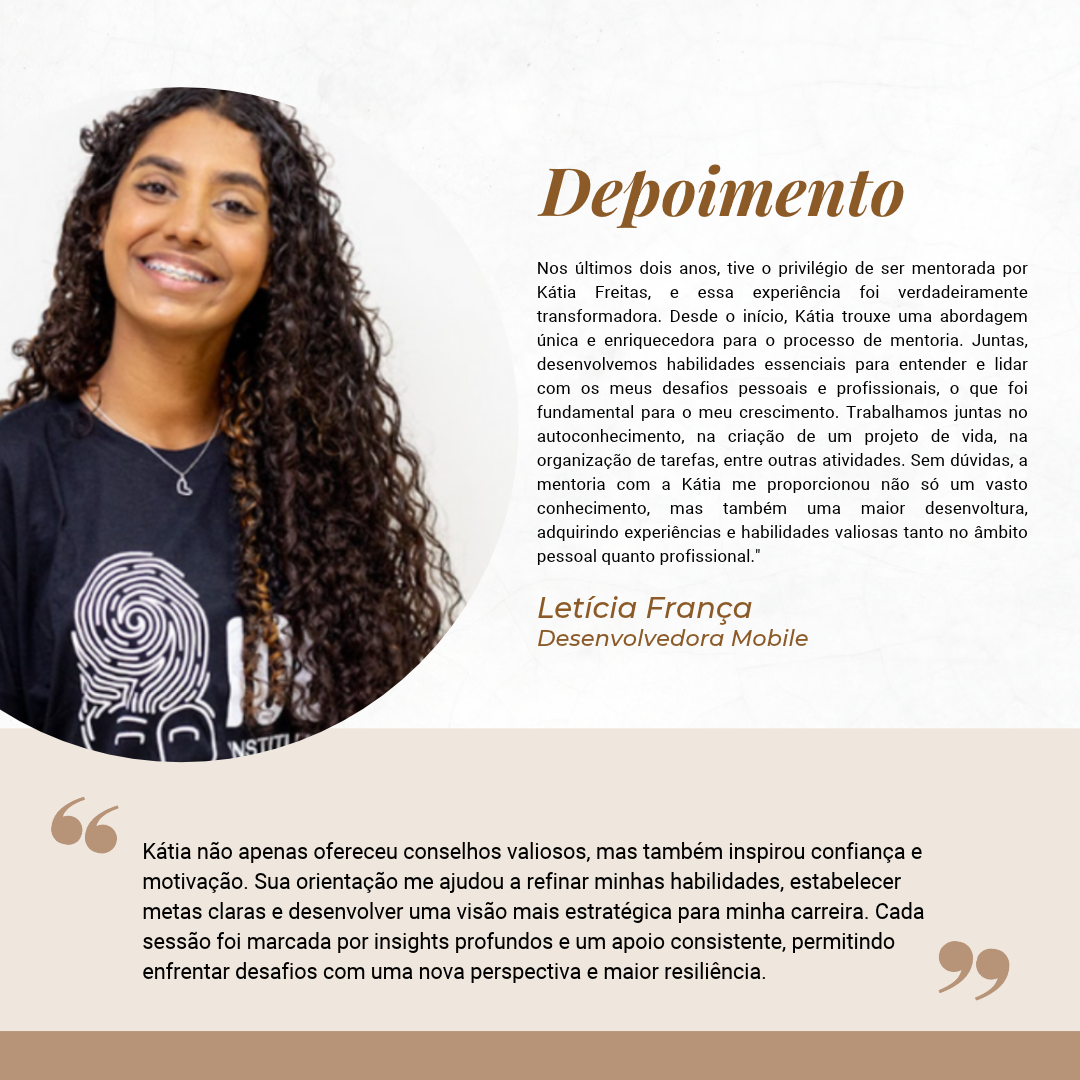 Depoimento
Nos últimos dois anos, tive o privilégio de ser mentorada por
Kátia Freitas, e essa experiência foi verdadeiramente
transformadora. Desde o início, Kátia trouxe uma abordagem
única e enriquecedora para o processo de mentoria. Juntas,
desenvolvemos habilidades essenciais para entender e lidar
com os meus desafios pessoais e profissionais, o que foi
fundamental para o meu crescimento. Trabalhamos juntas no
autoconhecimento, na criação de um projeto de vida, na
organização de tarefas, entre outras atividades. Sem dúvidas, a
mentoria com a Kátia me proporcionou não só um vasto
conhecimento, mas também uma maior desenvoltura,
adquirindo experiências e habilidades valiosas tanto no âmbito
pessoal quanto profissional."
Letícia França
Desenvolvedora Mobile
“
Kátia não apenas ofereceu conselhos valiosos, mas também inspirou confiança e
motivação. Sua orientação me ajudou a refinar minhas habilidades, estabelecer
metas claras e desenvolver uma visão mais estratégica para minha carreira. Cada
sessão foi marcada por insights profundos e um apoio consistente, permitindo
enfrentar desafios com uma nova perspectiva e maior resiliência.
”